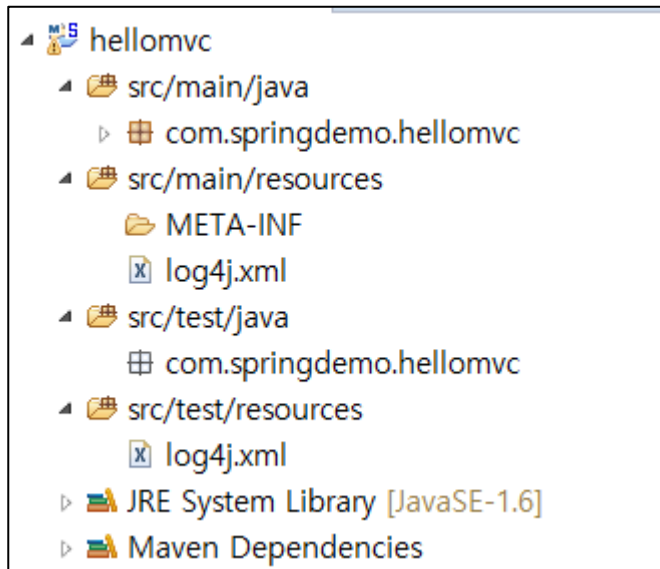 hellomvc
src/main/java
com.springdemo.hellomvc
src/main/resources
META-INF
log4j.xml
src/test/java
com.springdemo.hellomvc
src/test/resources
log4j.xml
JRE System Library [JavaSE-1.6]
Maven Dependencies